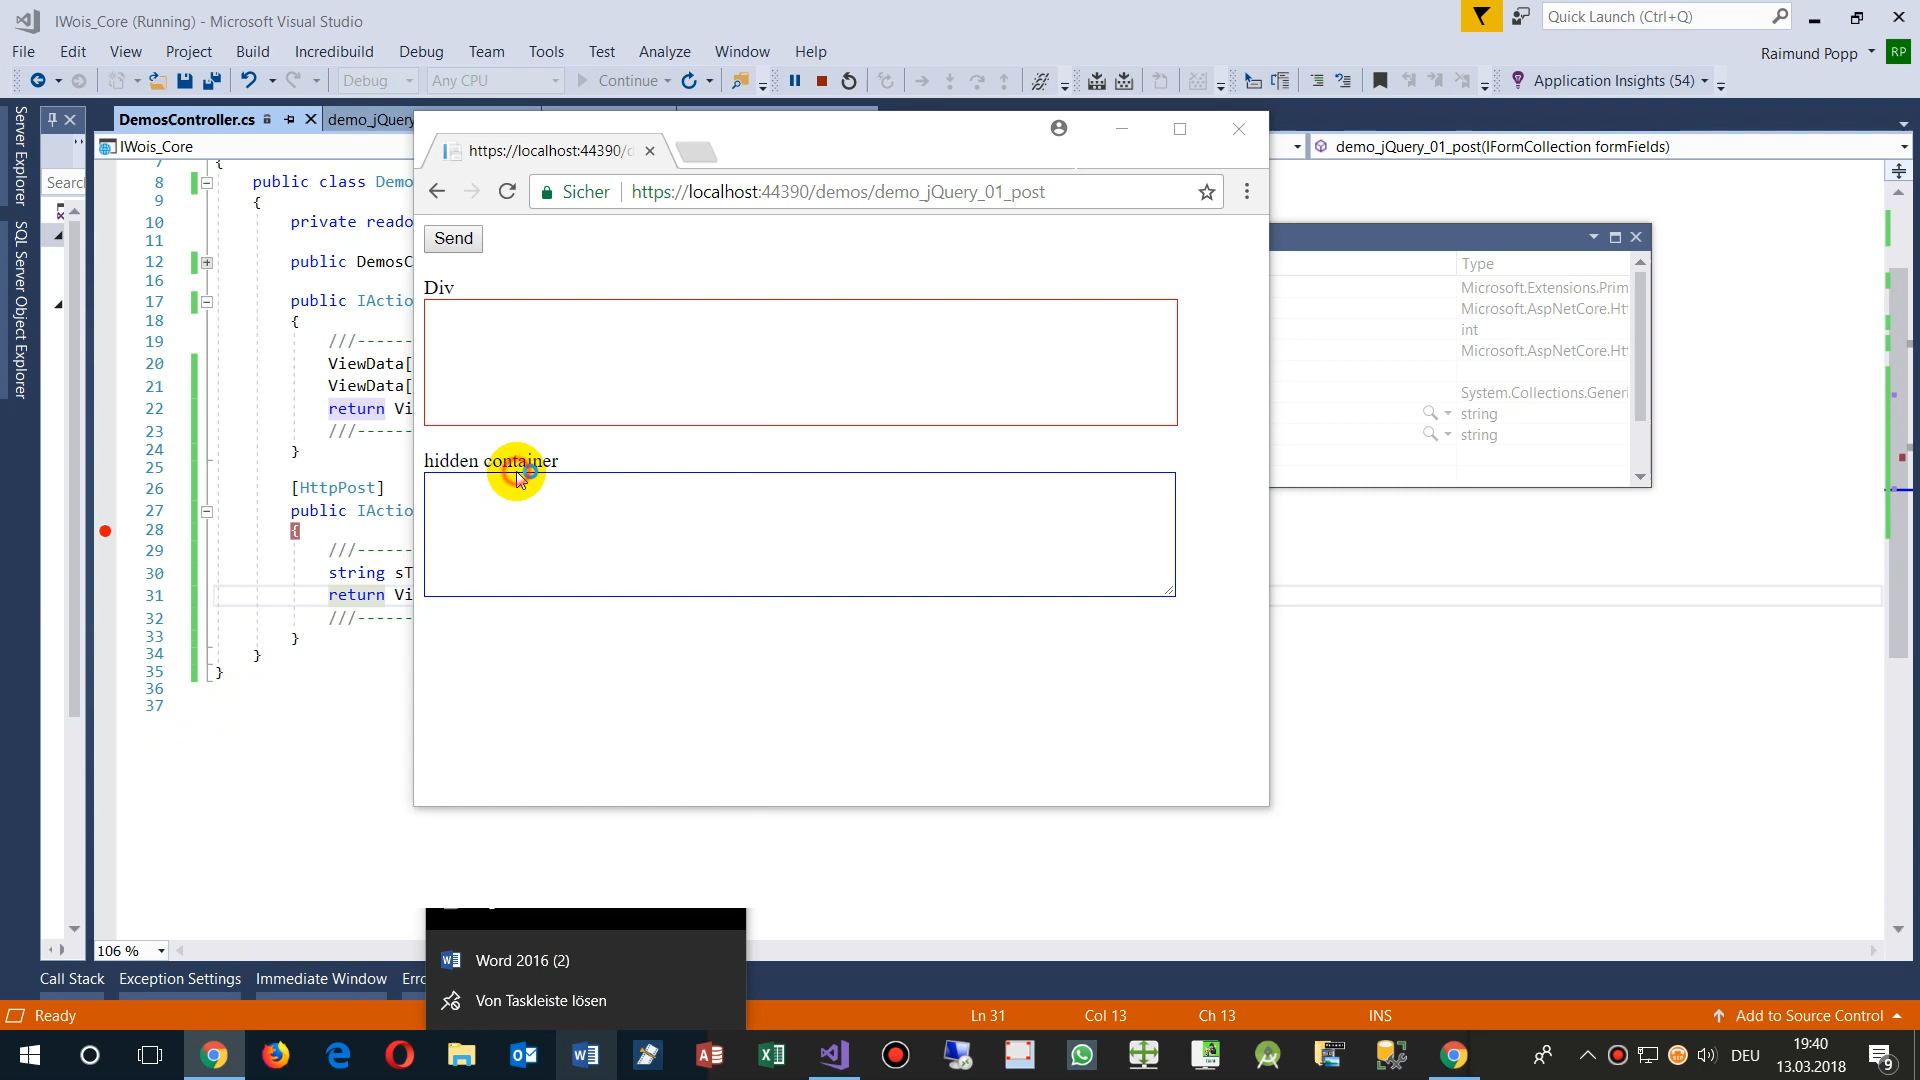 IWois_Core (Running) - Microsoft Visual Studio
Quick Launch (Ctrl+Q)
File Edit View Project Build Incredibuild Debug Team Tools Test Analyze Window Help
Raimund Popp RP
Debug Any CPU Continue Application Insights (54)
Server Explorer
SQL Server Object Explorer
DemosController.cs demo_jQuery
IWois_Core
demo_jQuery_01_post(IFormCollection formFields)
Search
https://localhost:44390/d
Sicher https://localhost:44390/demos/demo_jQuery_01_post
Send
Div
hidden container
7 {
8 public class Demo
9 {
10 private reado
11
12 public DemosC
16
17 public IActio
18 {
19 ///------
20 ViewData[
21 ViewData[
22 return Vi
23 ///------
24 }
25
26 [HttpPost]
27 public IActio
28 {
29 ///------
30 string sT
31 return Vi
32 ///------
33 }
34 }
35 }
36
37
Type
Microsoft.Extensions.Prim
Microsoft.AspNetCore.Htt
int
Microsoft.AspNetCore.Htt
System.Collections.Generi
string
string
106 %
Call Stack Exception Settings Immediate Window Erro
Word 2016 (2)
Von Taskleiste lösen
Ready Ln 31 Col 13 Ch 13 INS Add to Source Control
DEU
19:40
13.03.2018
9